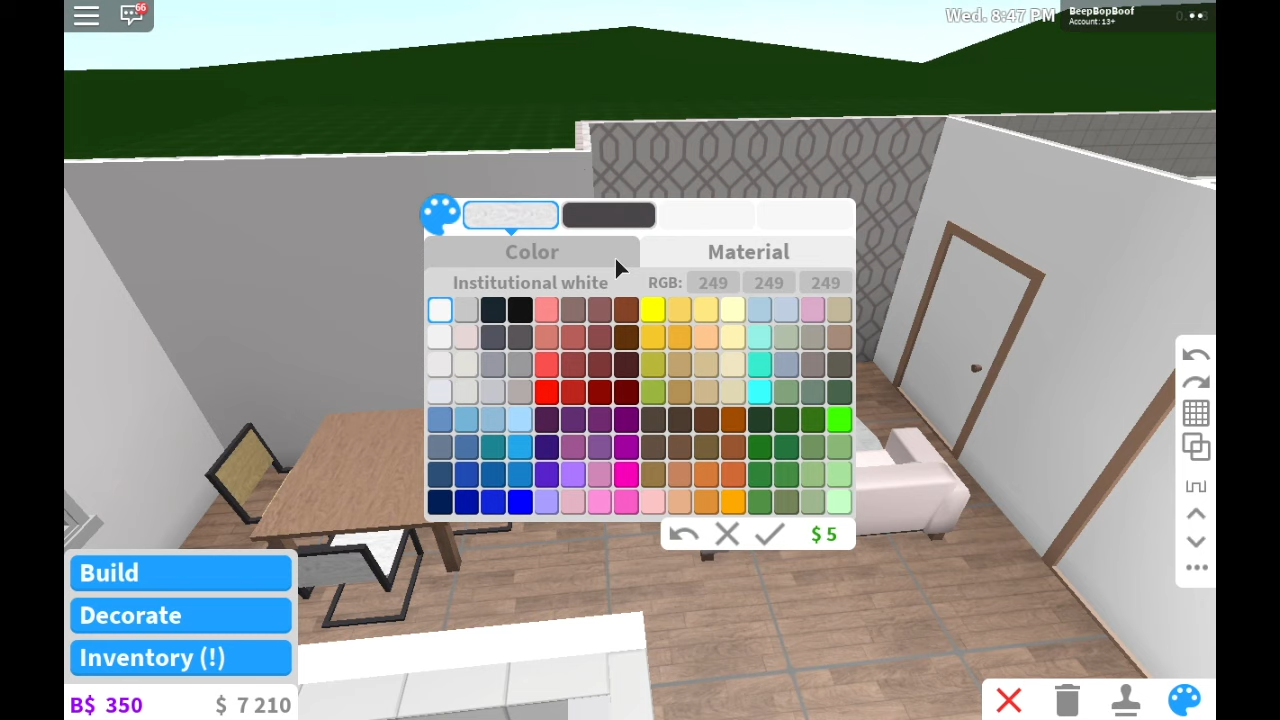 66
Wed. 8:47 PM
BeepBopBoof
Account: 13+
Color
Material
Institutional white
RGB: 249 249 249
$ 5
Build
Decorate
Inventory (!)
B$ 350
$ 7 210